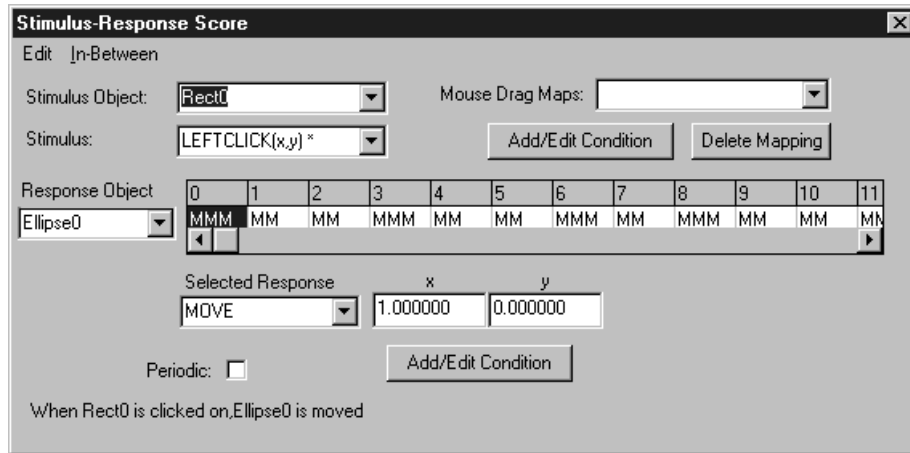 Stimulus-Response Score
Edit In-Between
Stimulus Object: Rect0 Mouse Drag Maps:
Stimulus: LEFTCLICK(x,y) * Add/Edit Condition Delete Mapping
Response Object 0 1 2 3 4 5 6 7 8 9 10 11
Ellipse0 MMM MM MM MMM MM MM MMM MM MMM MM MM
Selected Response x y
MOVE 1.000000 0.000000
Periodic: Add/Edit Condition
When Rect0 is clicked on,Ellipse0 is moved